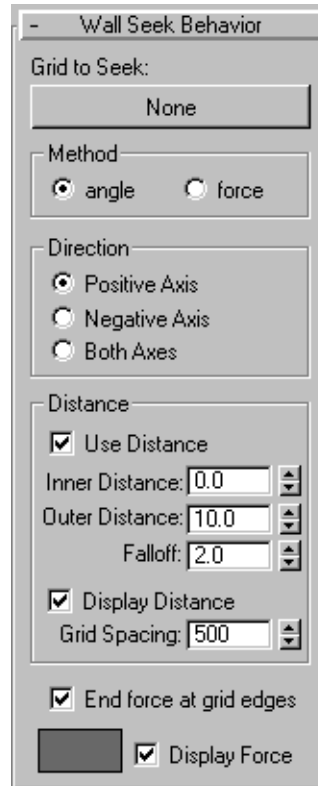 - Wall Seek Behavior
Grid to Seek:
None
Method
angle force
Direction
Positive Axis
Negative Axis
Both Axes
Distance
Use Distance
Inner Distance: 0.0
Outer Distance: 10.0
Falloff: 2.0
Display Distance
Grid Spacing: 500
End force at grid edges
Display Force